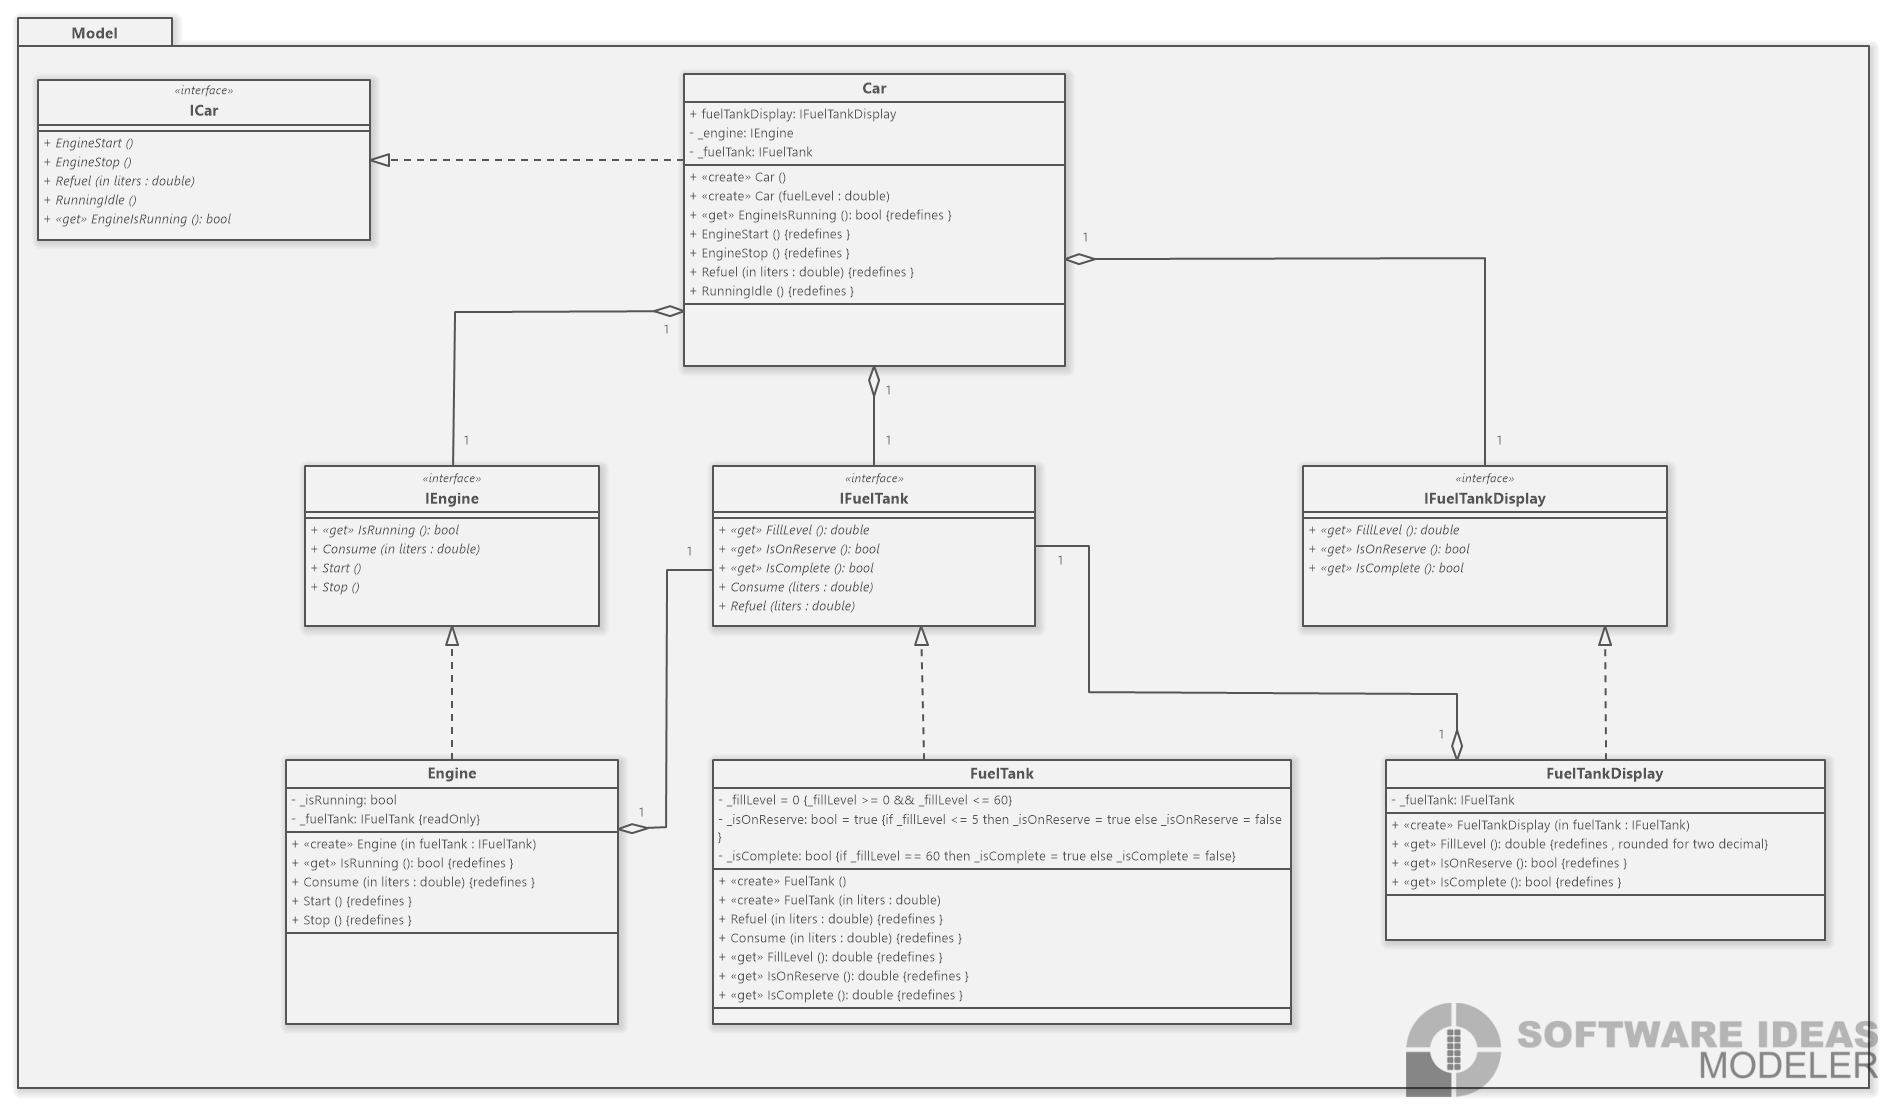 Model
«interface»
ICar
+ EngineStart ()
+ EngineStop ()
+ Refuel (in liters : double)
+ RunningIdle ()
+ «get» EngineIsRunning (): bool
Car
+ fuelTankDisplay: IFuelTankDisplay
- _engine: IEngine
- _fuelTank: IFuelTank
+ «create» Car ()
+ «create» Car (fuelLevel : double)
+ «get» EngineIsRunning (): bool {redefines }
+ EngineStart () {redefines }
+ EngineStop () {redefines }
+ Refuel (in liters : double) {redefines }
+ RunningIdle () {redefines }
1
1
1
1
1
1
«interface»
IEngine
+ «get» IsRunning (): bool
+ Consume (in liters : double)
+ Start ()
+ Stop ()
«interface»
IFuelTank
+ «get» FillLevel (): double
+ «get» IsOnReserve (): bool
+ «get» IsComplete (): bool
+ Consume (liters : double)
+ Refuel (liters : double)
«interface»
IFuelTankDisplay
+ «get» FillLevel (): double
+ «get» IsOnReserve (): bool
+ «get» IsComplete (): bool
1
1
1
1
Engine
- _isRunning: bool
- _fuelTank: IFuelTank {readOnly}
+ «create» Engine (in fuelTank : IFuelTank)
+ «get» IsRunning (): bool {redefines }
+ Consume (in liters : double) {redefines }
+ Start () {redefines }
+ Stop () {redefines }
FuelTank
- _fillLevel = 0 {_fillLevel >= 0 && _fillLevel <= 60}
- _isOnReserve: bool = true {if _fillLevel <= 5 then _isOnReserve = true else _isOnReserve = false
}
- _isComplete: bool {if _fillLevel == 60 then _isComplete = true else _isComplete = false}
+ «create» FuelTank ()
+ «create» FuelTank (in liters : double)
+ Refuel (in liters : double) {redefines }
+ Consume (in liters : double) {redefines }
+ «get» FillLevel (): double {redefines }
+ «get» IsOnReserve (): double {redefines }
+ «get» IsComplete (): double {redefines }
FuelTankDisplay
- _fuelTank: IFuelTank
+ «create» FuelTankDisplay (in fuelTank : IFuelTank)
+ «get» FillLevel (): double {redefines , rounded for two decimal}
+ «get» IsOnReserve (): bool {redefines }
+ «get» IsComplete (): bool {redefines }
SOFTWARE IDEAS
MODELER